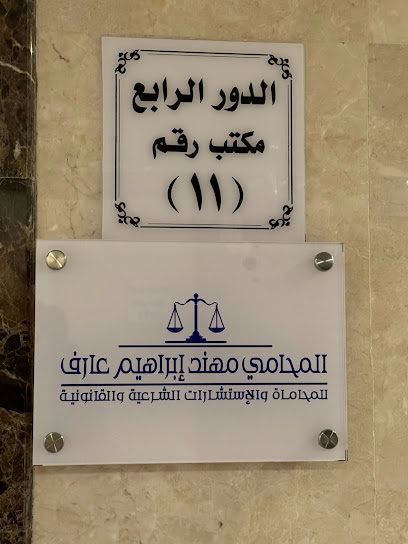 الدور الرابع
مكتب رقم
(١١)
المحامي مهند إبراهيم عارف
للمحاماة والإستشارات الشرعية والقانونية